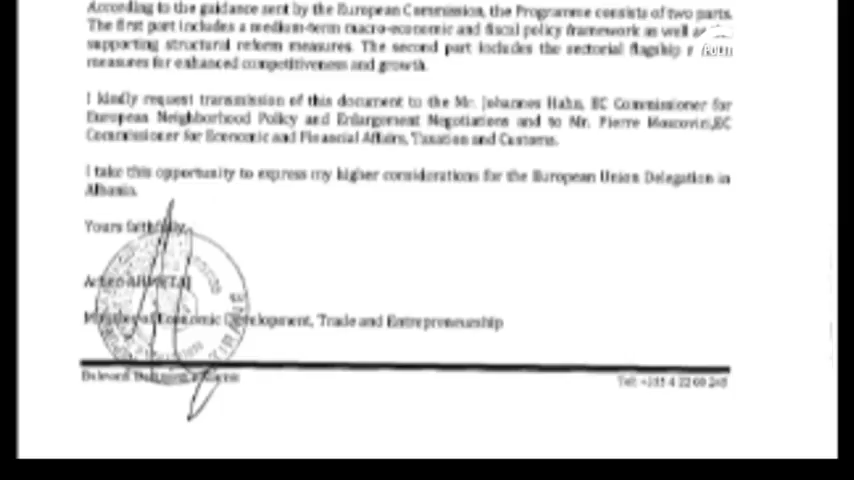 According to the guidance sent by the European Commission, the Programme consists of two parts.
The first part includes a medium-term macro-economic and fiscal policy framework as well
supporting structural reform measures. The second part includes the sectorial flagship
measures for enhanced competitiveness and growth.
I kindly request transmission of this document to the Mr. Johannes Hahn, EC Commissioner for
European Neighborhood Policy and Enlargement Negotiations and to Mr. Pierre Moscovici,EC
Commissioner for Economic and Financial Affairs, Taxation and Customs.
I take this opportunity to express my higher considerations for the European Union Delegation in
Albania.
Yours faithfully,
Ministry of Economic Development, Trade and Entrepreneurship
Tel: